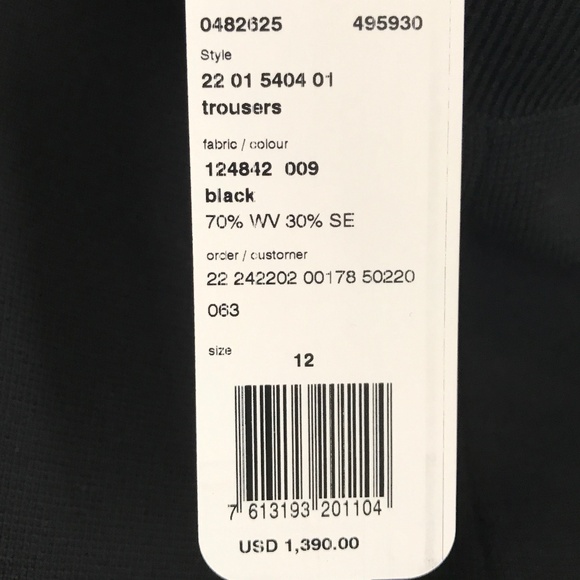 0482625 495930
Style
22 01 5404 01
trousers
fabric / colour
124842 009
black
70% WV 30% SE
order / customer
22 242202 00178 50220
063
size
12
7 613193 201104
USD 1,390.00